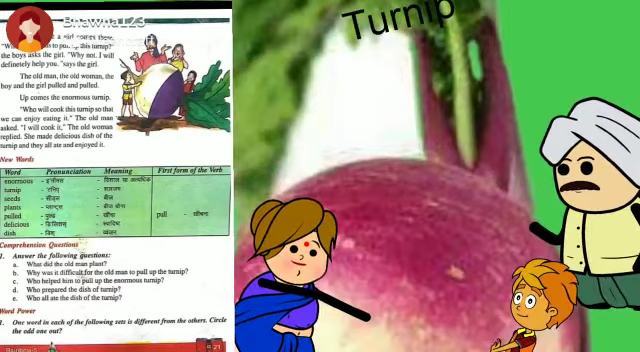 Bhawna123
Turnip
the boys asks the girl. "Why not. I will
definetely help you. "says the girl.
The old man, the old woman, the
boy and the girl pulled and pulled.
Up comes the enormous turnip.
"Who will cook this turnip so that
we can enjoy eating it." The old man
asked. "I will cook it," The old woman
replied. She made delicious dish of the
turnip and they all ate and enjoyed it.
New Words
Word Pronunciation Meaning First form of the Verb
enormous - - विशाल या अत्यधिक
turnip - - शलजम
seeds - सीड्स - बीज
plants - प्लान्ट्स - बीज बोना
pulled - पुल्ड - खींचा pull - खींचना
delicious - - स्वादिष्ट
dish - डिश - व्यंजन
Comprehension Questions
1. Answer the following questions:
a. What did the old man plant?
b. Why was it difficult for the old man to pull up the turnip?
c. Who helped him to pull up the enormous turnip?
d. Who prepared the dish of turnip?
e. Who all ate the dish of the turnip?
Word Power
1. One word in each of the following sets is different from the others. Circle
the odd one out?
Rainbow-5 21